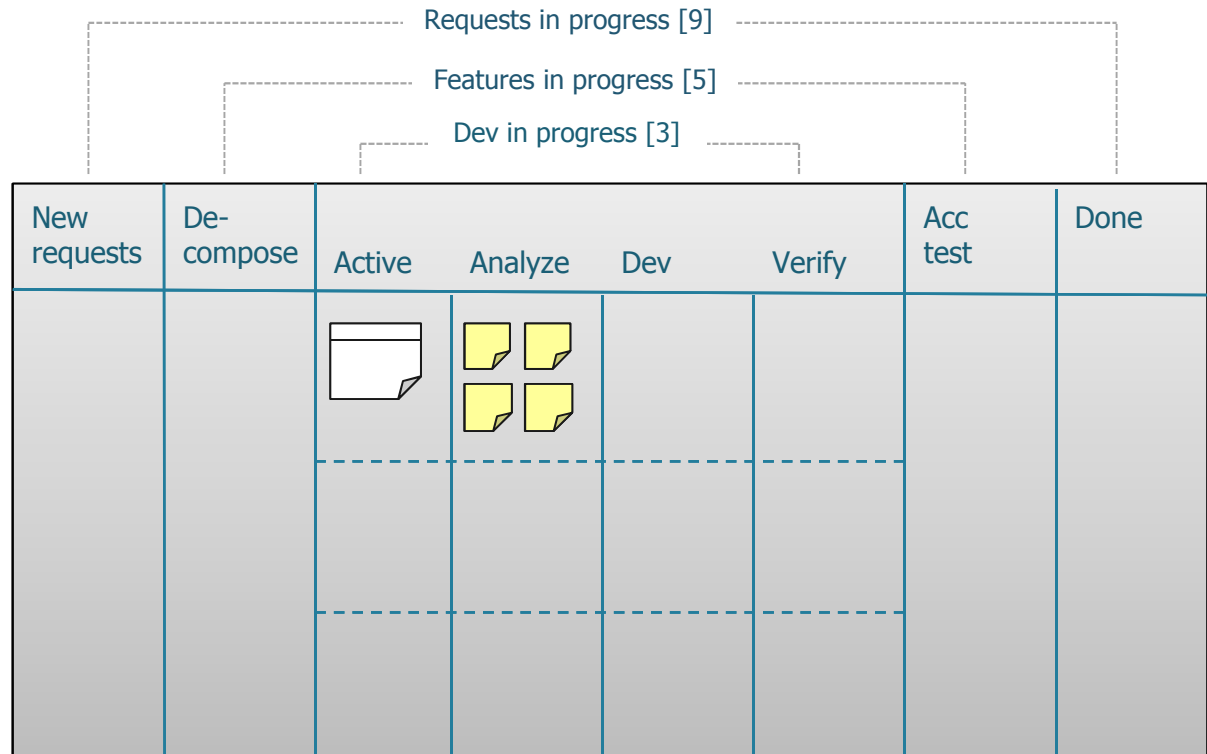 Requests in progress [9]
Features in progress [5]
Dev in progress [3]
New
requests
De-
compose
Active
Analyze
Dev
Verify
Acc
test
Done